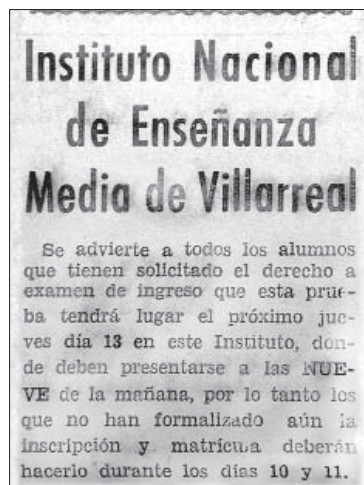 Instituto Nacional
de Enseñanza
Media de Villarreal
Se advierte a todos los alumnos
que tienen solicitado el derecho a
examen de ingreso que esta prue-
ba tendrá lugar el próximo jue-
ves día 13 en este Instituto, don-
de deben presentarse a las NUE-
VE de la mañana, por lo tanto los
que no han formalizado aún la
inscripción y matrícula deberán
hacerlo durante los días 10 y 11.